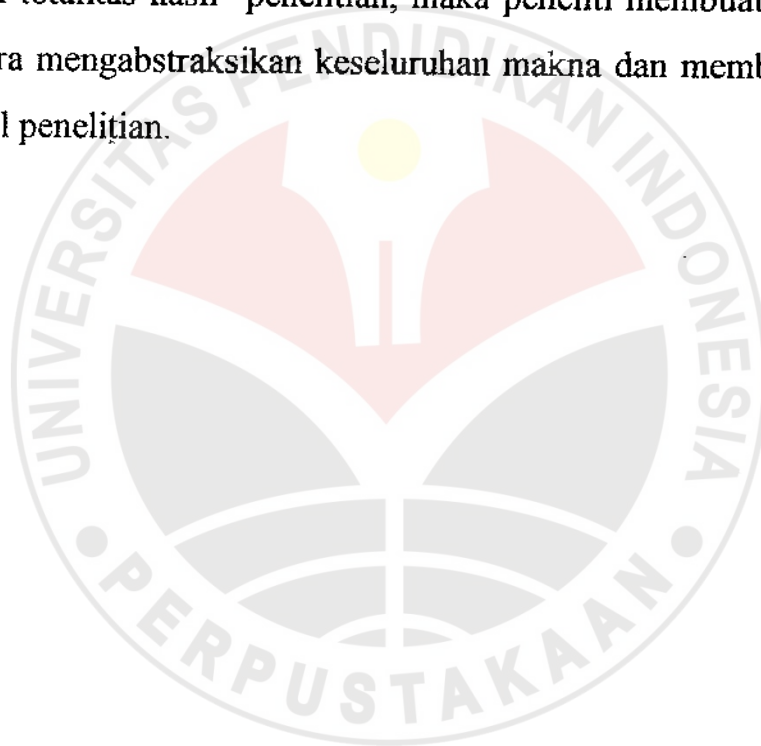 totalitas hasil penelitian, maka peneliti membuat
ra mengabstraksikan keseluruhan makna dan memb
l penelitian.
UNIVERSITAS PENDIDIKAN INDONESIA
PERPUSTAKAAN